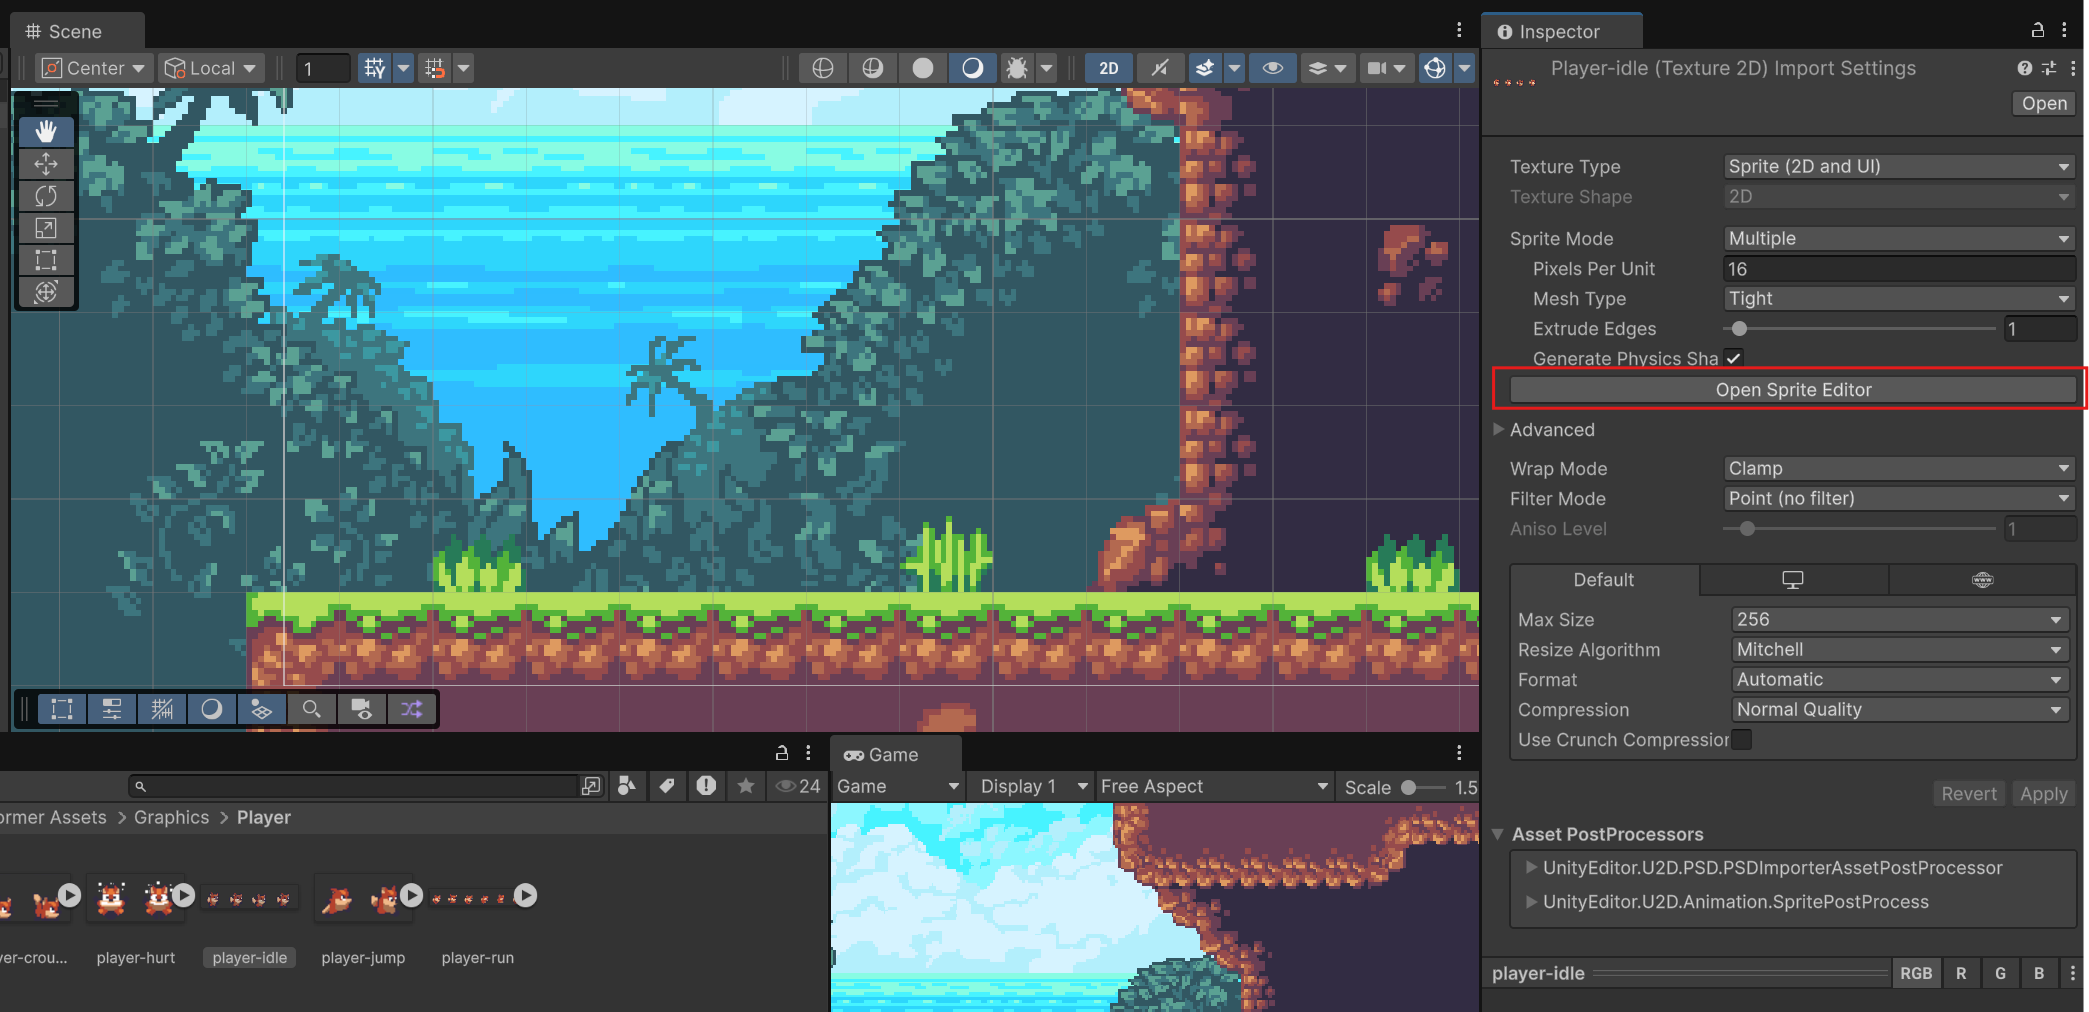 Scene
Inspector
Center
Local
1
2D
Player-idle (Texture 2D) Import Settings
Open
Texture Type
Sprite (2D and UI)
Texture Shape
2D
Sprite Mode
Multiple
Pixels Per Unit
16
Mesh Type
Tight
Extrude Edges
1
Generate Physics Sha
Open Sprite Editor
Advanced
Wrap Mode
Clamp
Filter Mode
Point (no filter)
Aniso Level
1
Default
Max Size
256
Resize Algorithm
Mitchell
Format
Automatic
Compression
Normal Quality
Use Crunch Compression
Revert
Apply
Asset PostProcessors
UnityEditor.U2D.PSD.PSDImporterAssetPostProcessor
UnityEditor.U2D.Animation.SpritePostProcess
player-idle
RGB
R
G
B
24
ormer Assets > Graphics > Player
er-crou...
player-hurt
player-idle
player-jump
player-run
Game
Game
Display 1
Free Aspect
Scale
1.5